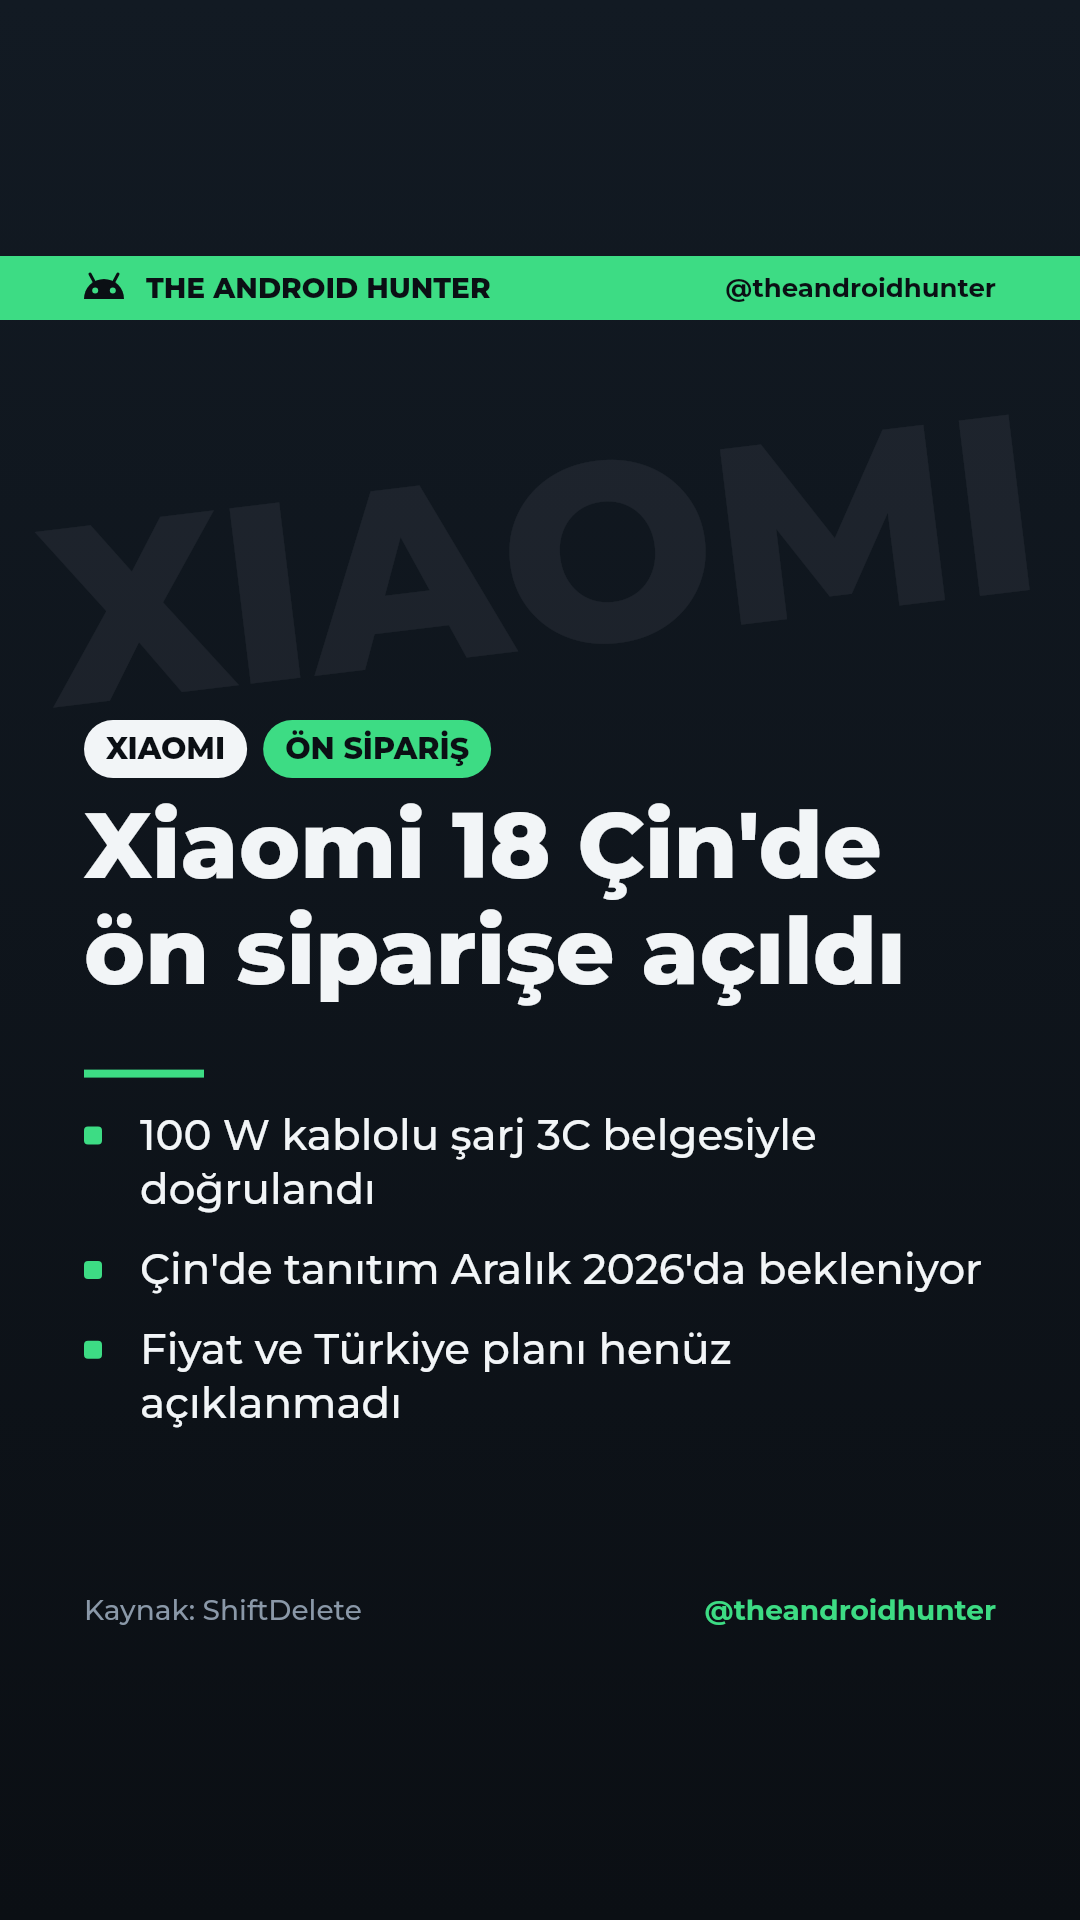 THE ANDROID HUNTER
@theandroidhunter
XIAOMI
XIAOMI
ÖN SİPARİŞ
Xiaomi 18 Çin'de
ön siparişe açıldı
100 W kablolu şarj 3C belgesiyle
doğrulandı
Çin'de tanıtım Aralık 2026'da bekleniyor
Fiyat ve Türkiye planı henüz
açıklanmadı
Kaynak: ShiftDelete
@theandroidhunter